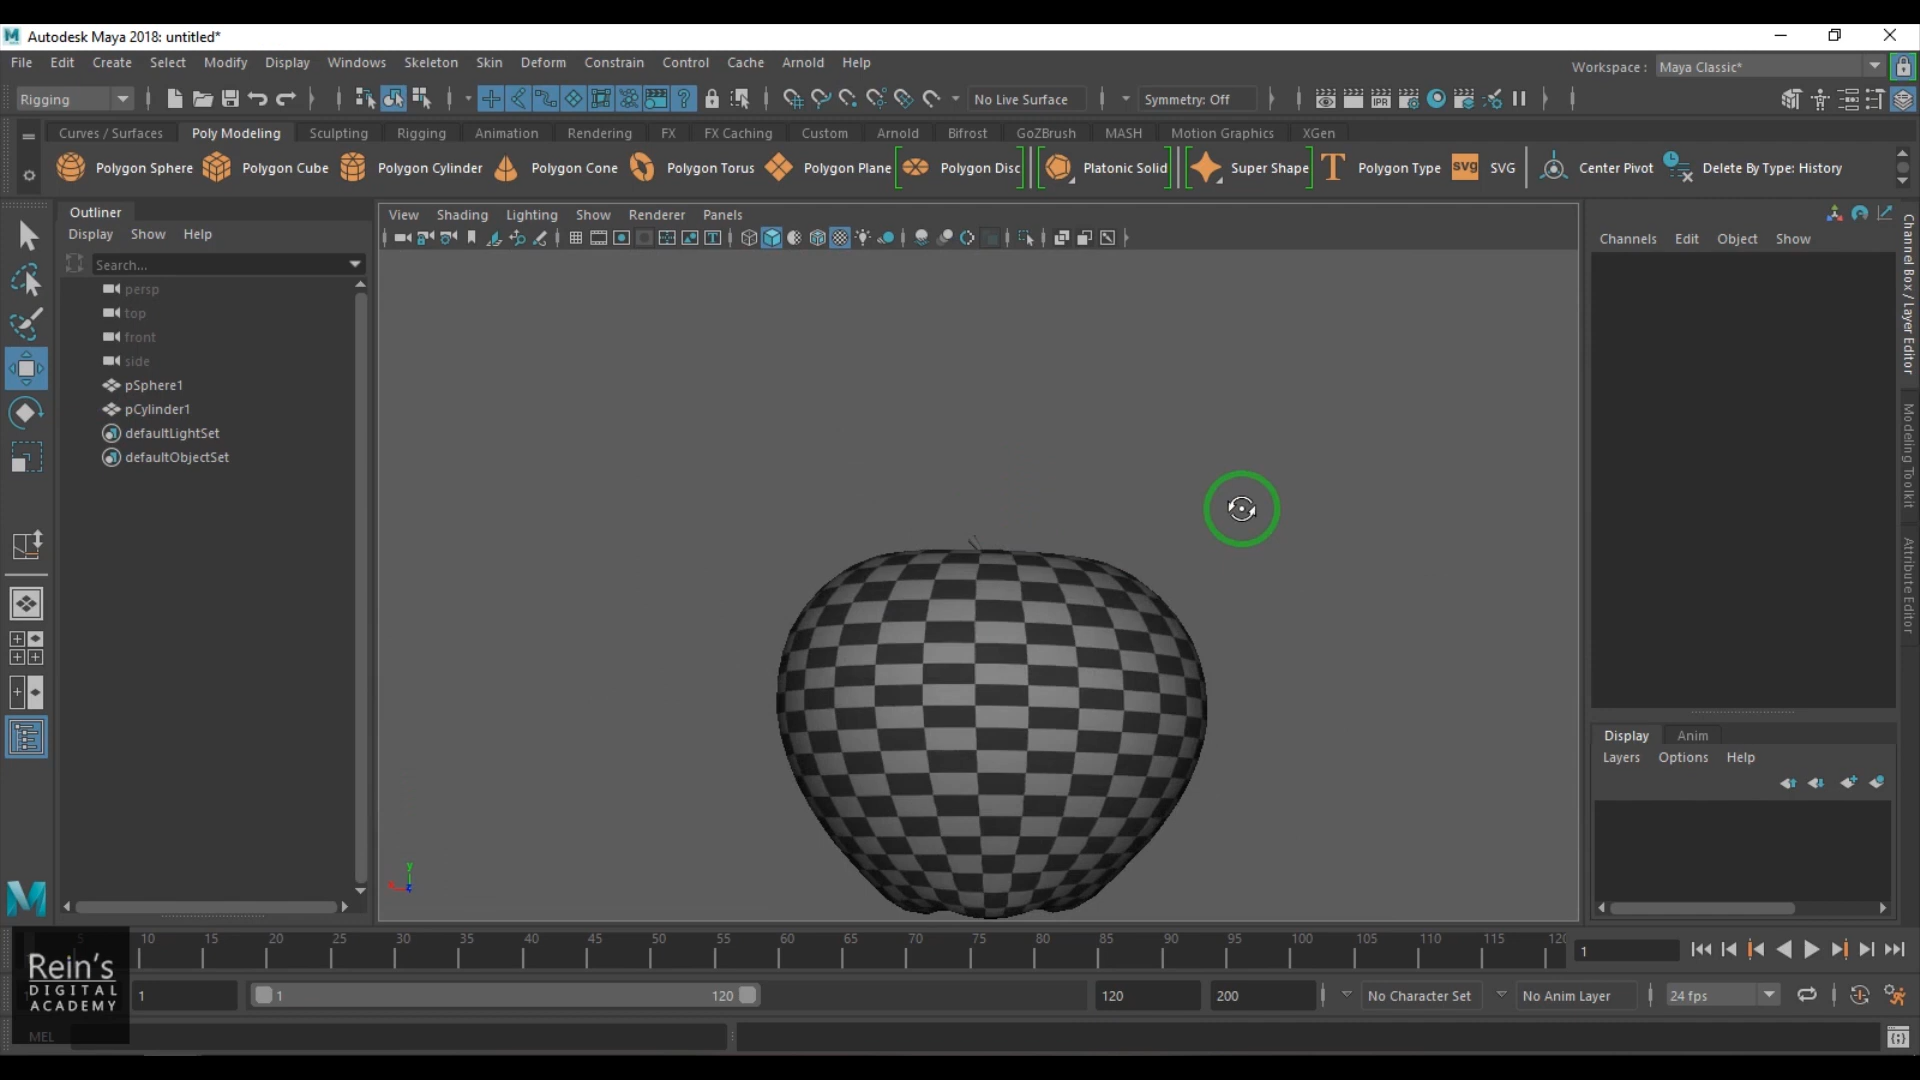 Autodesk Maya 2018: untitled*
File Edit Create Select Modify Display Windows Skeleton Skin Deform Constrain Control Cache Arnold Help
Workspace : Maya Classic*
Rigging No Live Surface Symmetry: Off
IPR
Curves / Surfaces Poly Modeling Sculpting Rigging Animation Rendering FX FX Caching Custom Arnold Bifrost GoZBrush MASH Motion Graphics XGen
Polygon Sphere Polygon Cube Polygon Cylinder Polygon Cone Polygon Torus Polygon Plane Polygon Disc Platonic Solid Super Shape Polygon Type SVG SVG Center Pivot Delete By Type: History
Outliner
Display Show Help
Search...
persp
top
front
side
pSphere1
pCylinder1
defaultLightSet
defaultObjectSet
View Shading Lighting Show Renderer Panels
y
z
Channels Edit Object Show
Channel Box / Layer Editor
Modeling Toolkit
Attribute Editor
Display Anim
Layers Options Help
5 10 15 20 25 30 35 40 45 50 55 60 65 70 75 80 85 90 95 100 105 110 115 120
1
1 1 120 120 200 No Character Set No Anim Layer 24 fps
Rein's
DIGITAL
ACADEMY
MEL